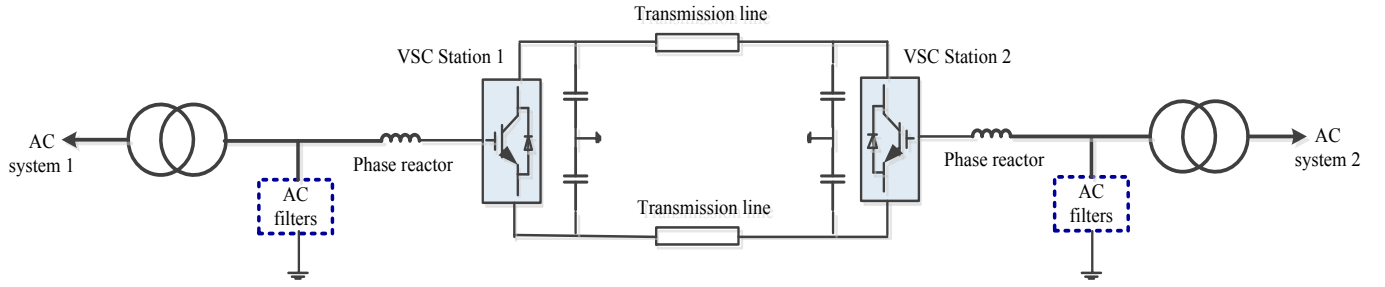 Transmission line
VSC Station 1
VSC Station 2
AC
system 1
Phase reactor
AC
filters
Transmission line
Phase reactor
AC
filters
AC
system 2